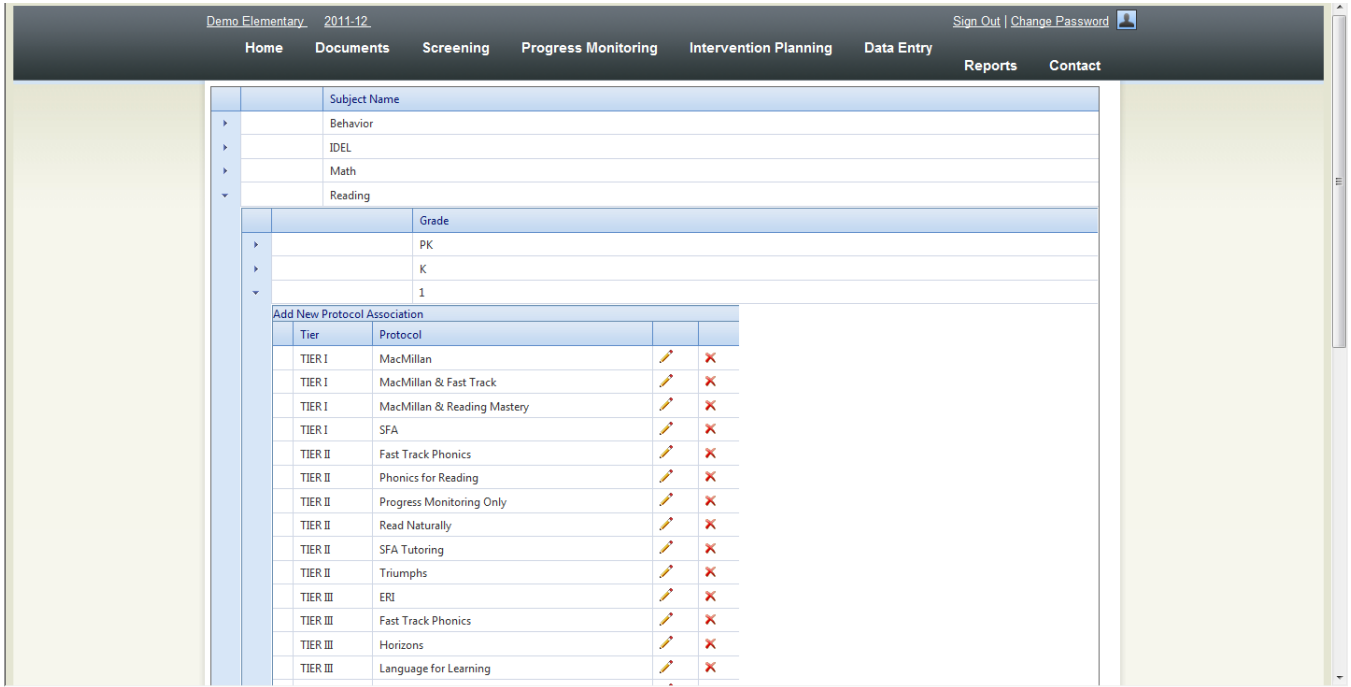 Demo Elementary 2011-12 Sign Out | Change Password
Home Documents Screening Progress Monitoring Intervention Planning Data Entry
Reports Contact
Subject Name
Behavior
IDEL
Math
Reading
Grade
PK
K
1
Add New Protocol Association
Tier Protocol
TIER I MacMillan
TIER I MacMillan & Fast Track
TIER I MacMillan & Reading Mastery
TIER I SFA
TIER II Fast Track Phonics
TIER II Phonics for Reading
TIER II Progress Monitoring Only
TIER II Read Naturally
TIER II SFA Tutoring
TIER II Triumphs
TIER III ERI
TIER III Fast Track Phonics
TIER III Horizons
TIER III Language for Learning